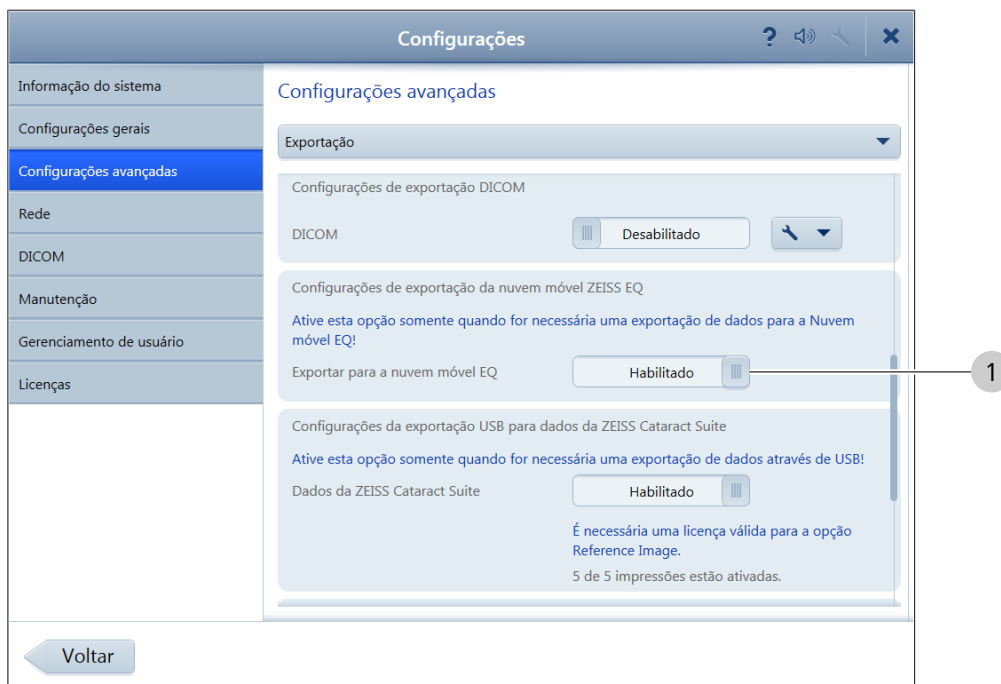 Configurações
?
Informação do sistema
Configurações gerais
Configurações avançadas
Rede
DICOM
Manutenção
Gerenciamento de usuário
Licenças
Configurações avançadas
Exportação
Configurações de exportação DICOM
DICOM
Desabilitado
Configurações de exportação da nuvem móvel ZEISS EQ
Ative esta opção somente quando for necessária uma exportação de dados para a Nuvem
móvel EQ!
Exportar para a nuvem móvel EQ
Habilitado
1
Configurações da exportação USB para dados da ZEISS Cataract Suite
Ative esta opção somente quando for necessária uma exportação de dados através de USB!
Dados da ZEISS Cataract Suite
Habilitado
É necessária uma licença válida para a opção
Reference Image.
5 de 5 impressões estão ativadas.
Voltar